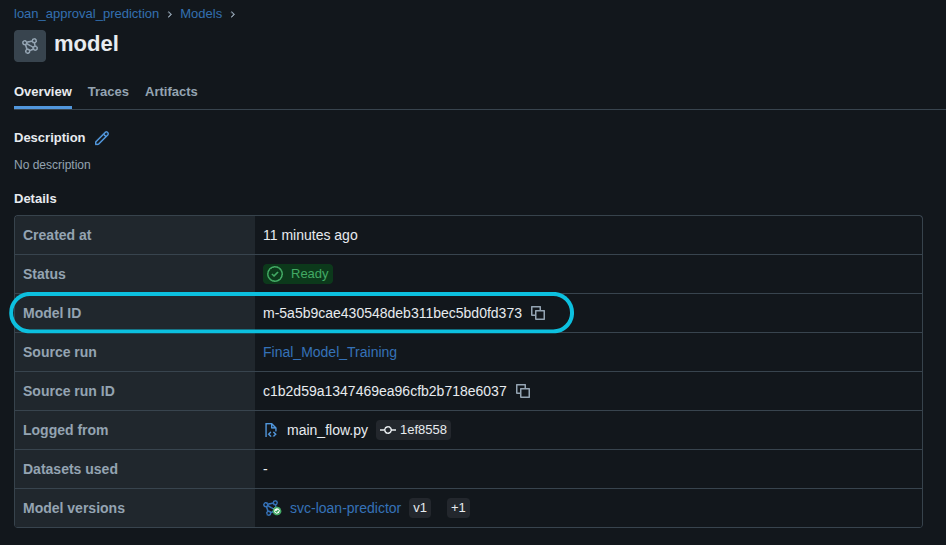 loan_approval_prediction > Models >
model
Overview Traces Artifacts
Description
No description
Details
Created at 11 minutes ago
Status Ready
Model ID m-5a5b9cae430548deb311bec5bd0fd373
Source run Final_Model_Training
Source run ID c1b2d59a1347469ea96cfb2b718e6037
Logged from main_flow.py 1ef8558
Datasets used -
Model versions svc-loan-predictor v1 +1